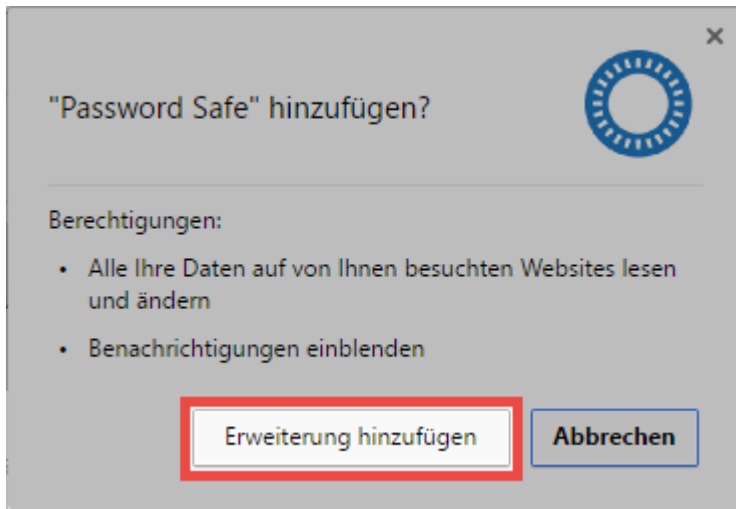 "Password Safe" hinzufügen?
Berechtigungen:
• Alle Ihre Daten auf von Ihnen besuchten Websites lesen
und ändern
• Benachrichtigungen einblenden
Erweiterung hinzufügen
Abbrechen